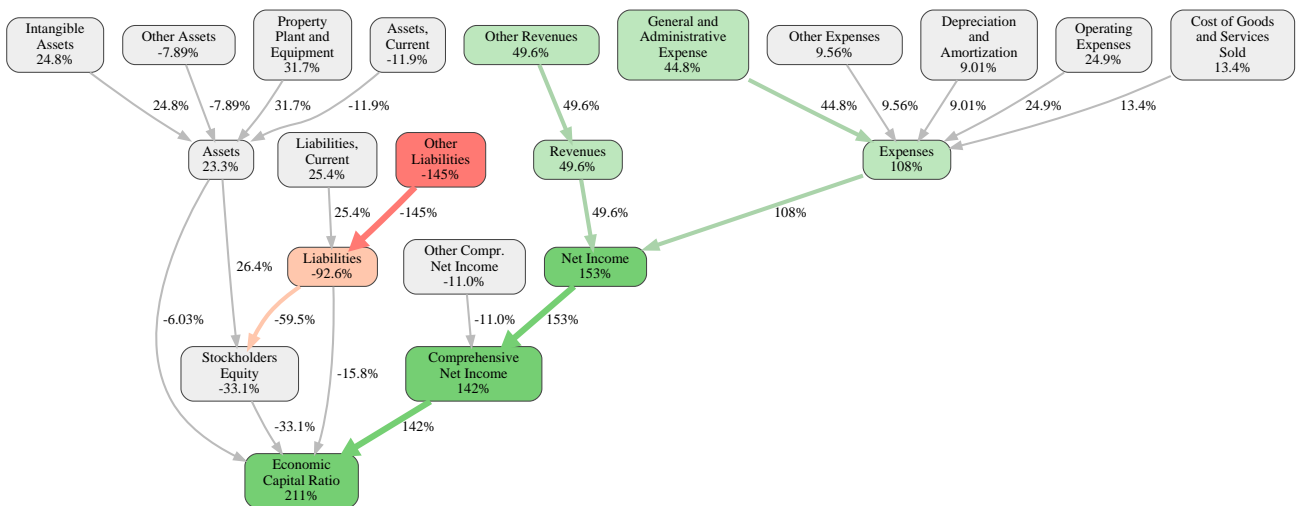 Intangible
Assets
24.8%
Other Assets
-7.89%
Property
Plant and
Equipment
31.7%
Assets,
Current
-11.9%
Other Revenues
49.6%
General and
Administrative
Expense
44.8%
Other Expenses
9.56%
Depreciation
and
Amortization
9.01%
Operating
Expenses
24.9%
Cost of Goods
and Services
Sold
13.4%
24.8%
-7.89%
31.7%
-11.9%
49.6%
44.8%
9.56%
9.01%
24.9%
13.4%
Assets
23.3%
Liabilities,
Current
25.4%
Other
Liabilities
-145%
Revenues
49.6%
Expenses
108%
25.4%
-145%
49.6%
108%
26.4%
Liabilities
-92.6%
Other Compr.
Net Income
-11.0%
Net Income
153%
-6.03%
-59.5%
-11.0%
153%
Stockholders
Equity
-33.1%
-15.8%
Comprehensive
Net Income
142%
-33.1%
142%
Economic
Capital Ratio
211%